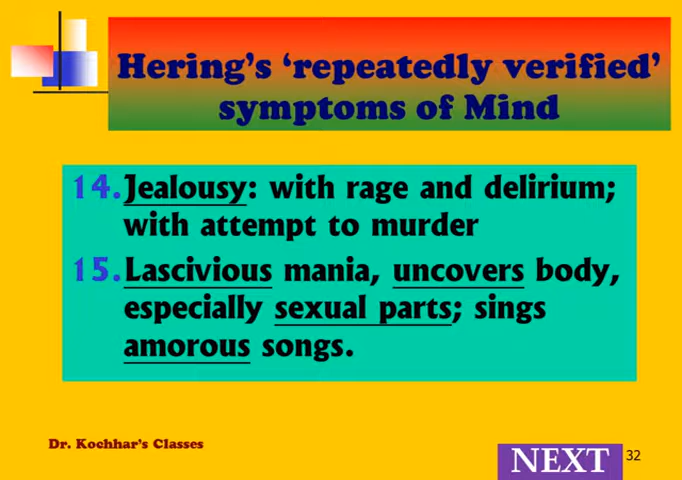 Hering's 'repeatedly verified'
symptoms of Mind
14. Jealousy: with rage and delirium;
with attempt to murder
15. Lascivious mania, uncovers body,
especially sexual parts; sings
amorous songs.
Dr. Kochhar's Classes
NEXT 32